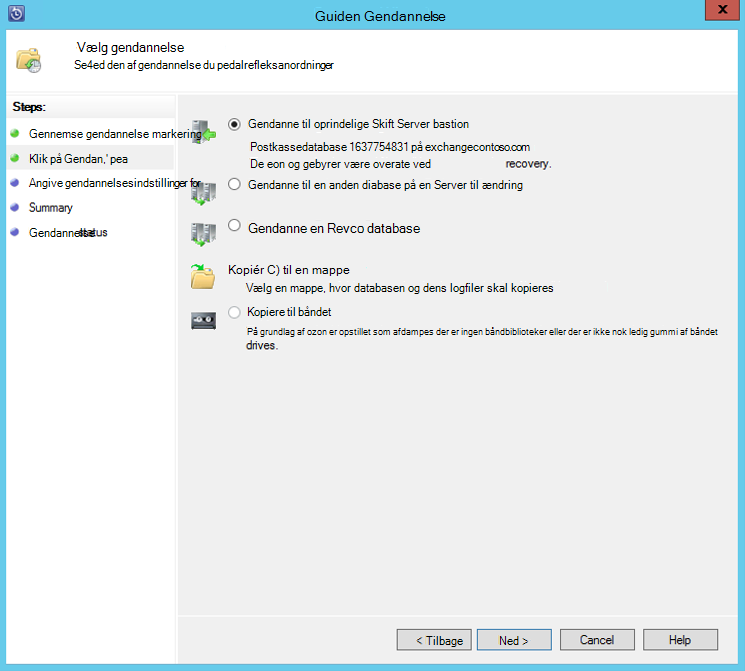 Guiden Gendannelse
x
Vælg gendannelse
Se4ed den af gendannelse du pedalrefleksanordninger
Steps:
Gennemse gendannelse markering
Klik på Gendan,' pea
Angive gendannelsesindstillinger for
Summary
Gendannelse status
Gendanne til oprindelige Skift Server bastion
Postkassedatabase 1637754831 på exchangecontoso.com
De eon og gebyrer være overate ved recovery.
Gendanne til en anden diabase på en Server til ændring
Gendanne en Revco database
Kopiér C) til en mappe
Vælg en mappe, hvor databasen og dens logfiler skal kopieres
Kopiere til båndet
På grundlag af ozon er opstillet som afdampes der er ingen båndbiblioteker eller der er ikke nok ledig gummi af båndet
drives.
< Tilbage
Ned >
Cancel
Help